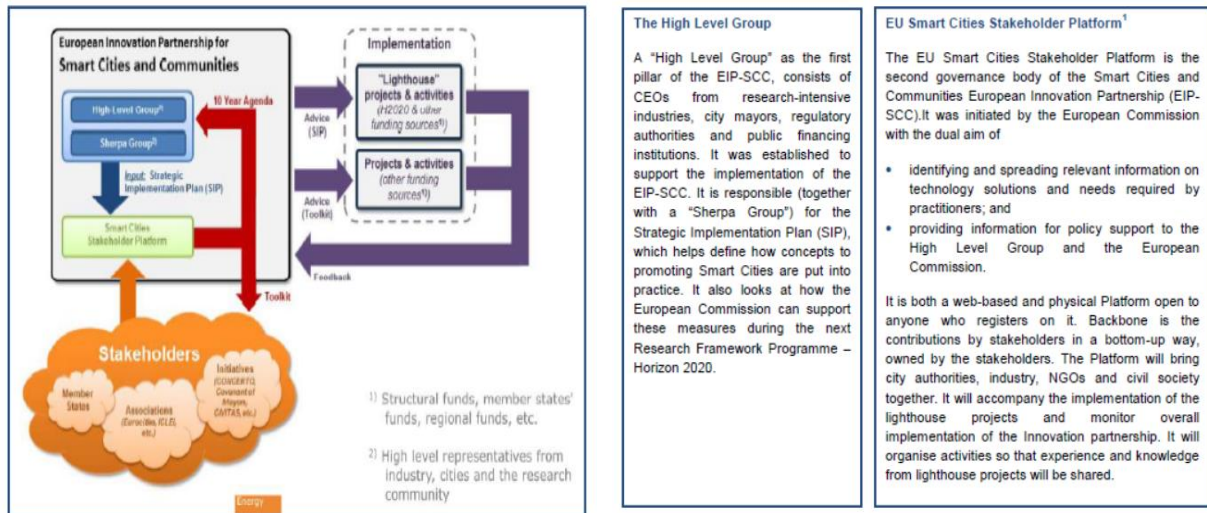 European Innovation Partnership for
Smart Cities and Communities
High-Level Group²⁾
Sherpa Group²⁾
10 Year Agenda
Input: Strategic
Implementation Plan (SIP)
Smart Cities
Stakeholder Platform
Advice
(SIP)
Advice
(Toolkit)
Implementation
"Lighthouse"
projects & activities
(H2020 & other
funding sources¹⁾)
Projects & activities
(other funding
sources¹⁾)
Feedback
Toolkit
Stakeholders
Member
States
Associations
(Eurocities, ICLEI,
etc.)
Initiatives
(CONCERTO,
Covenant of
Mayors,
CIVITAS, etc.)
¹⁾ Structural funds, member states'
funds, regional funds, etc.
²⁾ High level representatives from
industry, cities and the research
community
Energy
The High Level Group
A “High Level Group” as the first
pillar of the EIP-SCC, consists of
CEOs from research-intensive
industries, city mayors, regulatory
authorities and public financing
institutions. It was established to
support the implementation of the
EIP-SCC. It is responsible (together
with a “Sherpa Group”) for the
Strategic Implementation Plan (SIP),
which helps define how concepts to
promoting Smart Cities are put into
practice. It also looks at how the
European Commission can support
these measures during the next
Research Framework Programme –
Horizon 2020.
EU Smart Cities Stakeholder Platform¹
The EU Smart Cities Stakeholder Platform is the
second governance body of the Smart Cities and
Communities European Innovation Partnership (EIP-
SCC).It was initiated by the European Commission
with the dual aim of
• identifying and spreading relevant information on
technology solutions and needs required by
practitioners; and
• providing information for policy support to the
High Level Group and the European
Commission.
It is both a web-based and physical Platform open to
anyone who registers on it. Backbone is the
contributions by stakeholders in a bottom-up way,
owned by the stakeholders. The Platform will bring
city authorities, industry, NGOs and civil society
together. It will accompany the implementation of the
lighthouse projects and monitor overall
implementation of the Innovation partnership. It will
organise activities so that experience and knowledge
from lighthouse projects will be shared.